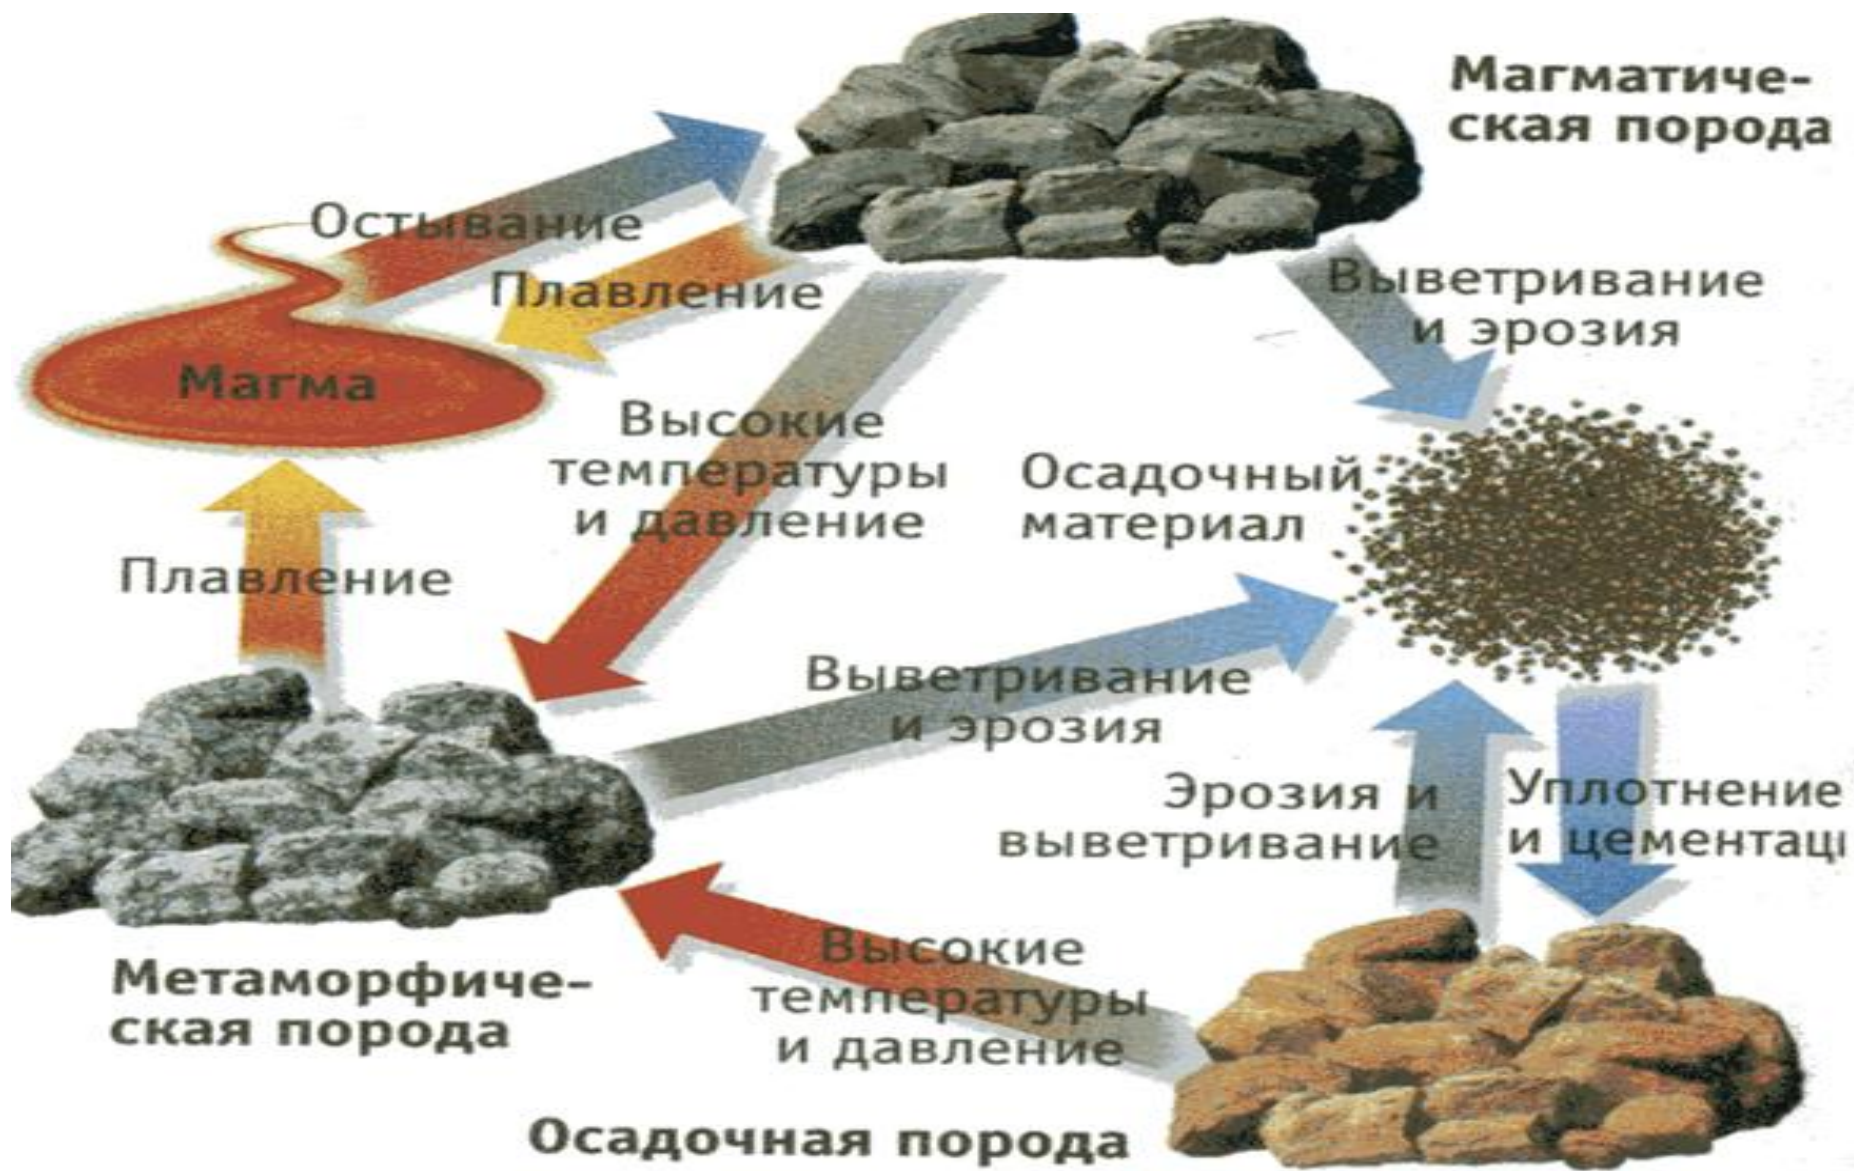 Магматиче-
ская порода
Остывание
Плавление
Выветривание
и эрозия
Магма
Высокие
температуры
и давление
Осадочный
материал
Плавление
Выветривание
и эрозия
Эрозия и
выветривание
Уплотнение
и цементаци
Метаморфиче-
ская порода
Высокие
температуры
и давление
Осадочная порода